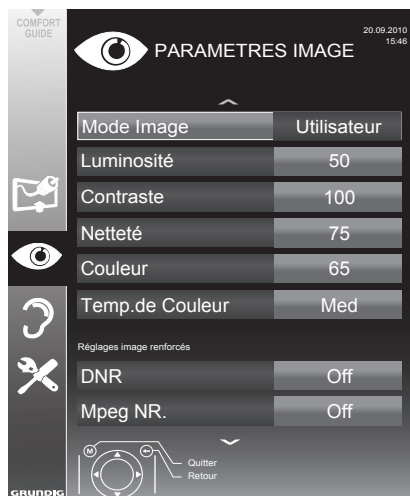 COMFORT
GUIDE
PARAMETRES IMAGE
20.09.2010
15:46
Mode Image Utilisateur
Luminosité 50
Contraste 100
Netteté 75
Couleur 65
Temp.de Couleur Med
Réglages image renforcés
DNR Off
Mpeg NR. Off
M
Quitter
Retour
GRUNDIG